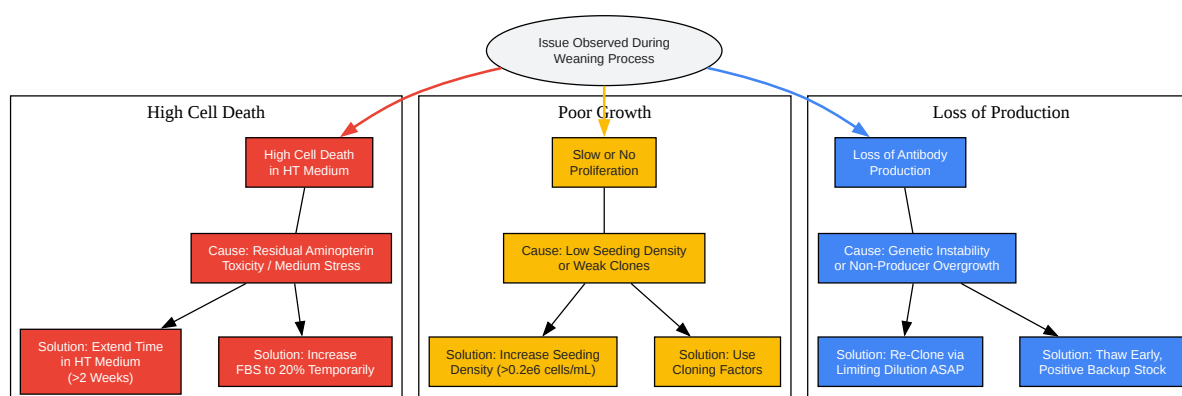 Issue Observed During
Weaning Process
High Cell Death
Poor Growth
Loss of Production
High Cell Death
in HT Medium
Slow or No
Proliferation
Loss of Antibody
Production
Cause: Residual Aminopterin
Toxicity / Medium Stress
Cause: Low Seeding Density
or Weak Clones
Cause: Genetic Instability
or Non-Producer Overgrowth
Solution: Extend Time
in HT Medium
(>2 Weeks)
Solution: Increase
FBS to 20% Temporarily
Solution: Increase Seeding
Density (>0.2e6 cells/mL)
Solution: Use
Cloning Factors
Solution: Re-Clone via
Limiting Dilution ASAP
Solution: Thaw Early,
Positive Backup Stock